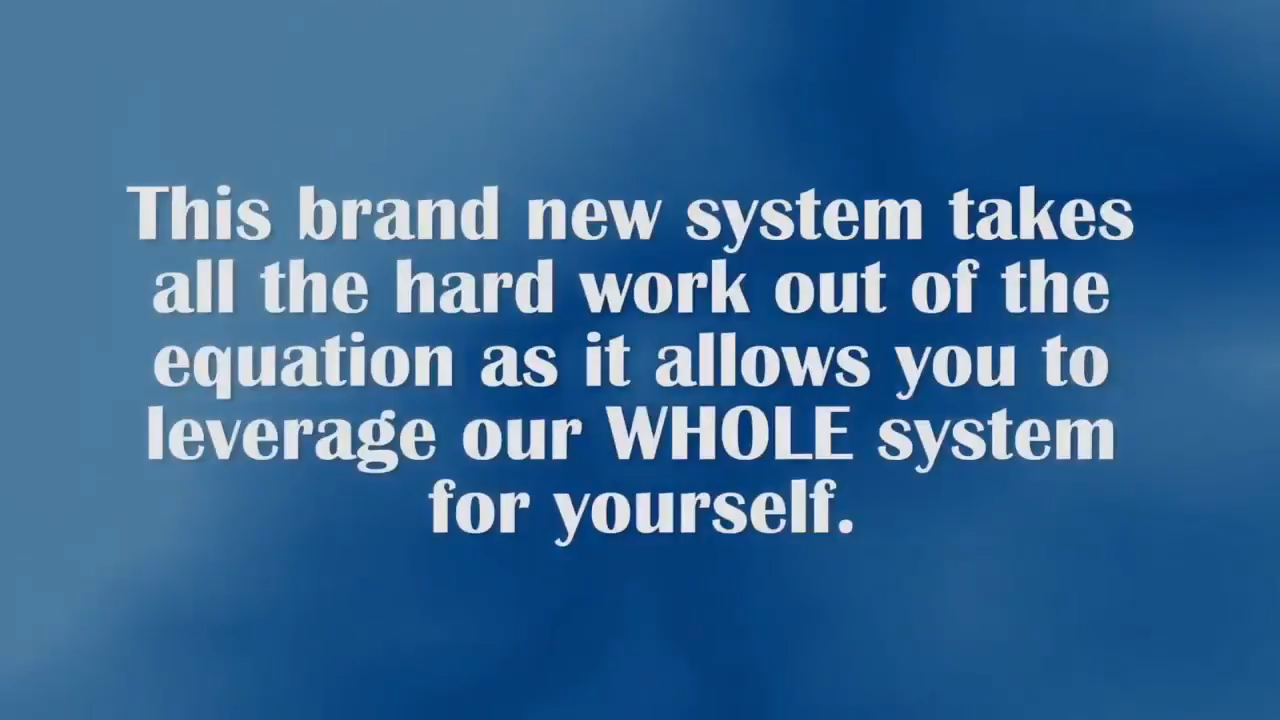 This brand new system takes
all the hard work out of the
equation as it allows you to
leverage our WHOLE system
for yourself.